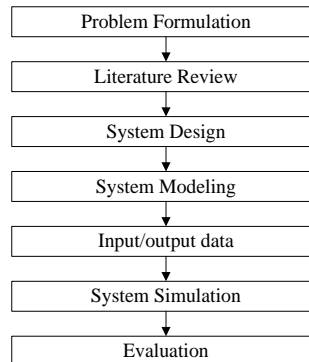 Problem Formulation
Literature Review
System Design
System Modeling
Input/output data
System Simulation
Evaluation